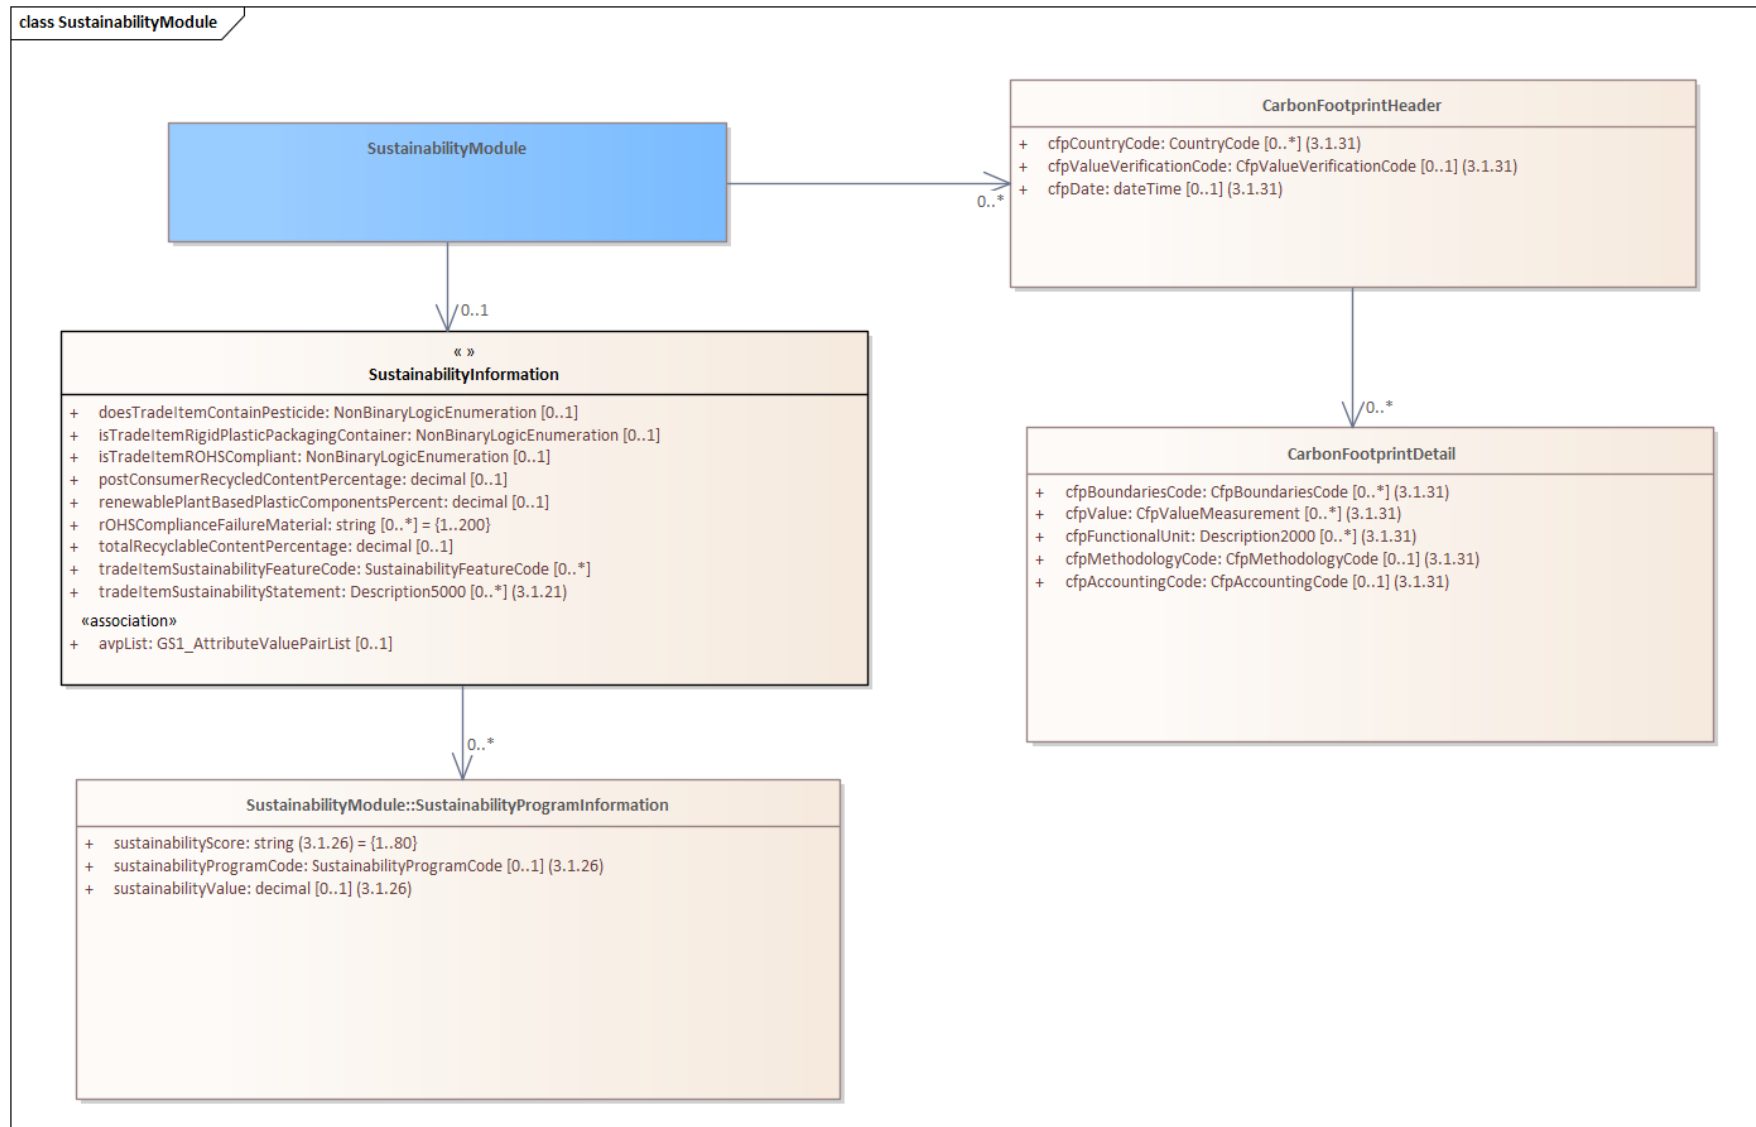 class SustainabilityModule
SustainabilityModule
0..*
0..1
CarbonFootprintHeader
+ cfpCountryCode: CountryCode [0..*] (3.1.31)
+ cfpValueVerificationCode: CfpValueVerificationCode [0..1] (3.1.31)
+ cfpDate: dateTime [0..1] (3.1.31)
0..*
« »
SustainabilityInformation
+ doesTradeItemContainPesticide: NonBinaryLogicEnumeration [0..1]
+ isTradeItemRigidPlasticPackagingContainer: NonBinaryLogicEnumeration [0..1]
+ isTradeItemROHSCompliant: NonBinaryLogicEnumeration [0..1]
+ postConsumerRecycledContentPercentage: decimal [0..1]
+ renewablePlantBasedPlasticComponentsPercent: decimal [0..1]
+ rOHSComplianceFailureMaterial: string [0..*] = {1..200}
+ totalRecyclableContentPercentage: decimal [0..1]
+ tradeItemSustainabilityFeatureCode: SustainabilityFeatureCode [0..*]
+ tradeItemSustainabilityStatement: Description5000 [0..*] (3.1.21)
«association»
+ avpList: GS1_AttributeValuePairList [0..1]
0..*
CarbonFootprintDetail
+ cfpBoundariesCode: CfpBoundariesCode [0..*] (3.1.31)
+ cfpValue: CfpValueMeasurement [0..*] (3.1.31)
+ cfpFunctionalUnit: Description2000 [0..*] (3.1.31)
+ cfpMethodologyCode: CfpMethodologyCode [0..1] (3.1.31)
+ cfpAccountingCode: CfpAccountingCode [0..1] (3.1.31)
SustainabilityModule::SustainabilityProgramInformation
+ sustainabilityScore: string (3.1.26) = {1..80}
+ sustainabilityProgramCode: SustainabilityProgramCode [0..1] (3.1.26)
+ sustainabilityValue: decimal [0..1] (3.1.26)